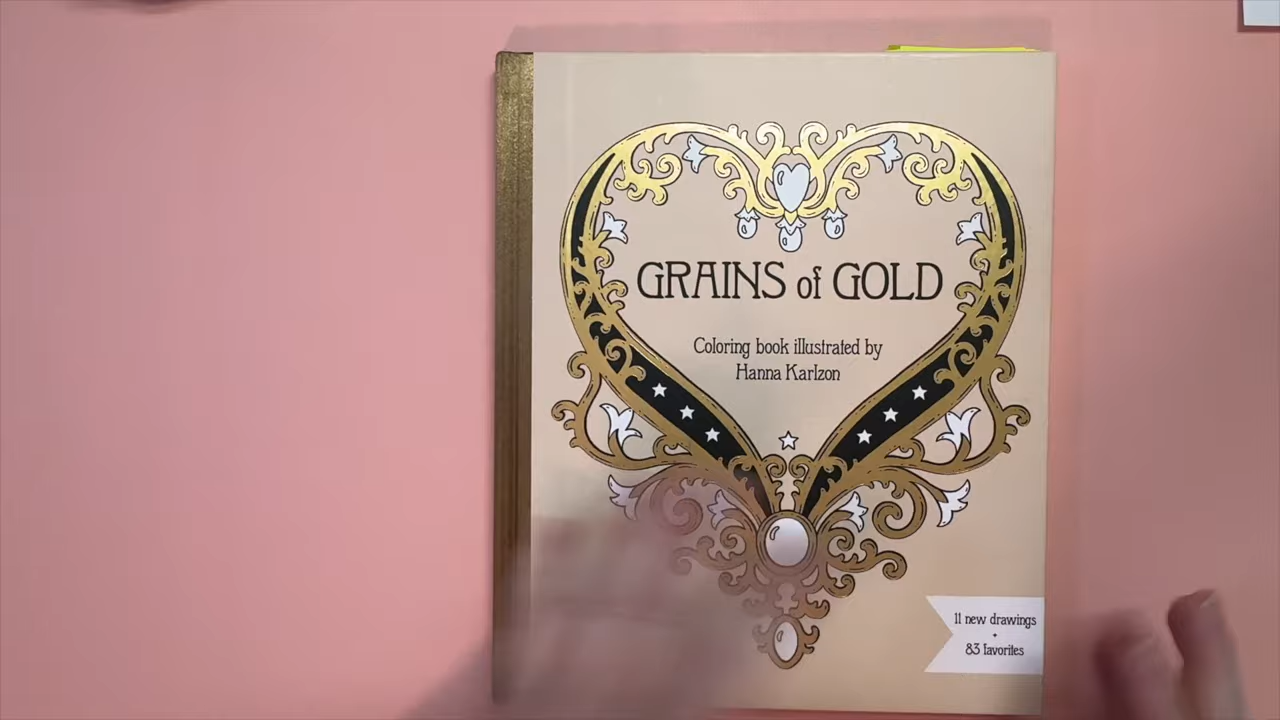 GRAINS of GOLD
Coloring book illustrated by
Hanna Karlzon
11 new drawings
+
83 favorites